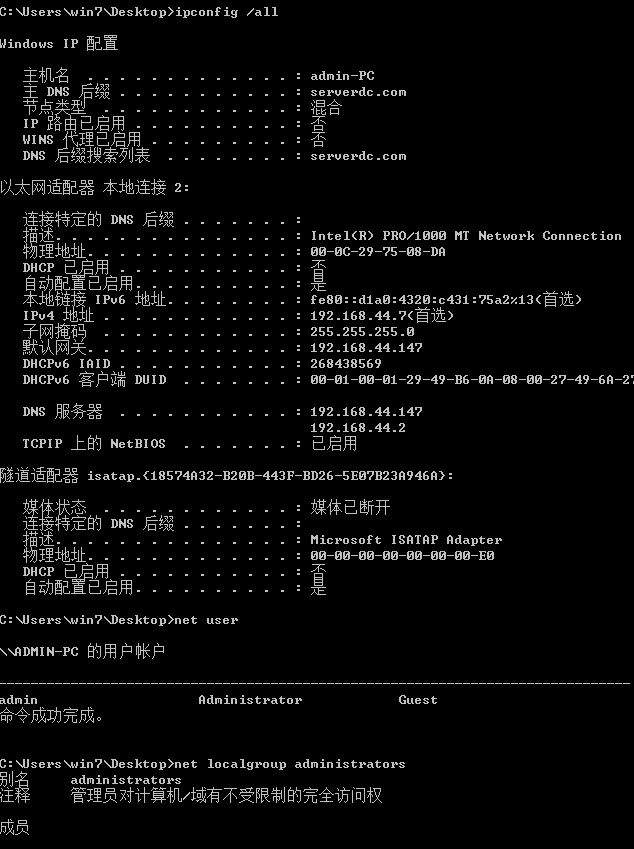 C:\Users\win7\Desktop>ipconfig /all
Windows IP 配置
主机名 . . . . . . . . . . . . . : admin-PC
主 DNS 后缀 . . . . . . . . . . . : serverdc.com
节点类型 . . . . . . . . . . . . : 混合
IP 路由已启用 . . . . . . . . . . : 否
WINS 代理已启用 . . . . . . . . . : 否
DNS 后缀搜索列表 . . . . . . . . : serverdc.com
以太网适配器 本地连接 2:
连接特定的 DNS 后缀 . . . . . . . :
描述. . . . . . . . . . . . . . . : Intel(R) PRO/1000 MT Network Connection
物理地址. . . . . . . . . . . . . : 00-0C-29-75-08-DA
DHCP 已启用 . . . . . . . . . . . : 否
自动配置已启用. . . . . . . . . . : 是
本地链接 IPv6 地址. . . . . . . . : fe80::d1a0:4320:c431:75a2%13(首选)
IPv4 地址 . . . . . . . . . . . . : 192.168.44.7(首选)
子网掩码 . . . . . . . . . . . . : 255.255.255.0
默认网关. . . . . . . . . . . . . : 192.168.44.147
DHCPv6 IAID . . . . . . . . . . . : 268438569
DHCPv6 客户端 DUID . . . . . . . : 00-01-00-01-29-49-B6-0A-08-00-27-49-6A-27
DNS 服务器 . . . . . . . . . . . : 192.168.44.147
192.168.44.2
TCPIP 上的 NetBIOS . . . . . . . : 已启用
隧道适配器 isatap.{18574A32-B20B-443F-BD26-5E07B23A946A}:
媒体状态 . . . . . . . . . . . . : 媒体已断开
连接特定的 DNS 后缀 . . . . . . . :
描述. . . . . . . . . . . . . . . : Microsoft ISATAP Adapter
物理地址. . . . . . . . . . . . . : 00-00-00-00-00-00-00-E0
DHCP 已启用 . . . . . . . . . . . : 否
自动配置已启用. . . . . . . . . . : 是
C:\Users\win7\Desktop>net user
\\ADMIN-PC 的用户帐户
-------------------------------------------------------------------------------
admin Administrator Guest
命令成功完成。
C:\Users\win7\Desktop>net localgroup administrators
别名 administrators
注释 管理员对计算机/域有不受限制的完全访问权
成员